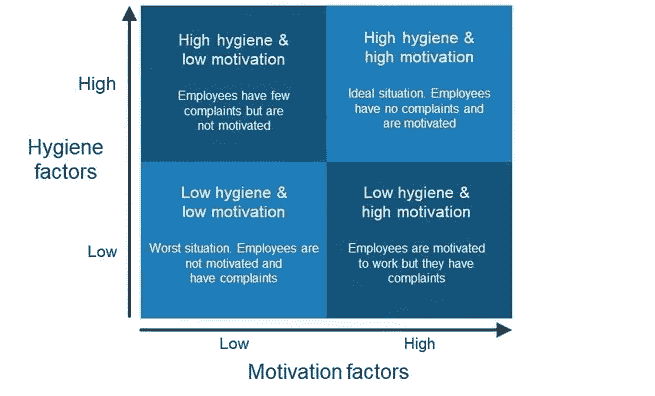 High
Hygiene
factors
Low
High hygiene &
low motivation
Employees have few
complaints but are
not motivated
High hygiene &
high motivation
Ideal situation. Employees
have no complaints and
are motivated
Low hygiene &
low motivation
Worst situation. Employees are
not motivated and
have complaints
Low hygiene &
high motivation
Employees are motivated
to work but they have
complaints
Low
High
Motivation factors